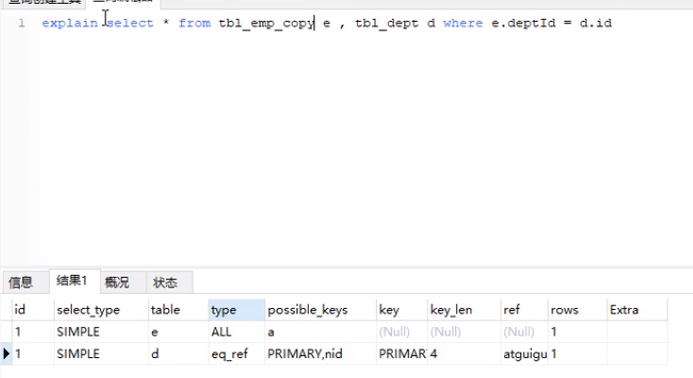 1 explain select * from tbl_emp_copy e , tbl_dept d where e.deptId = d.id
信息 结果1 概况 状态
id select_type table type possible_keys key key_len ref rows Extra
1 SIMPLE e ALL a (Null) (Null) (Null) 1
1 SIMPLE d eq_ref PRIMARY,nid PRIMAR 4 atguigu 1